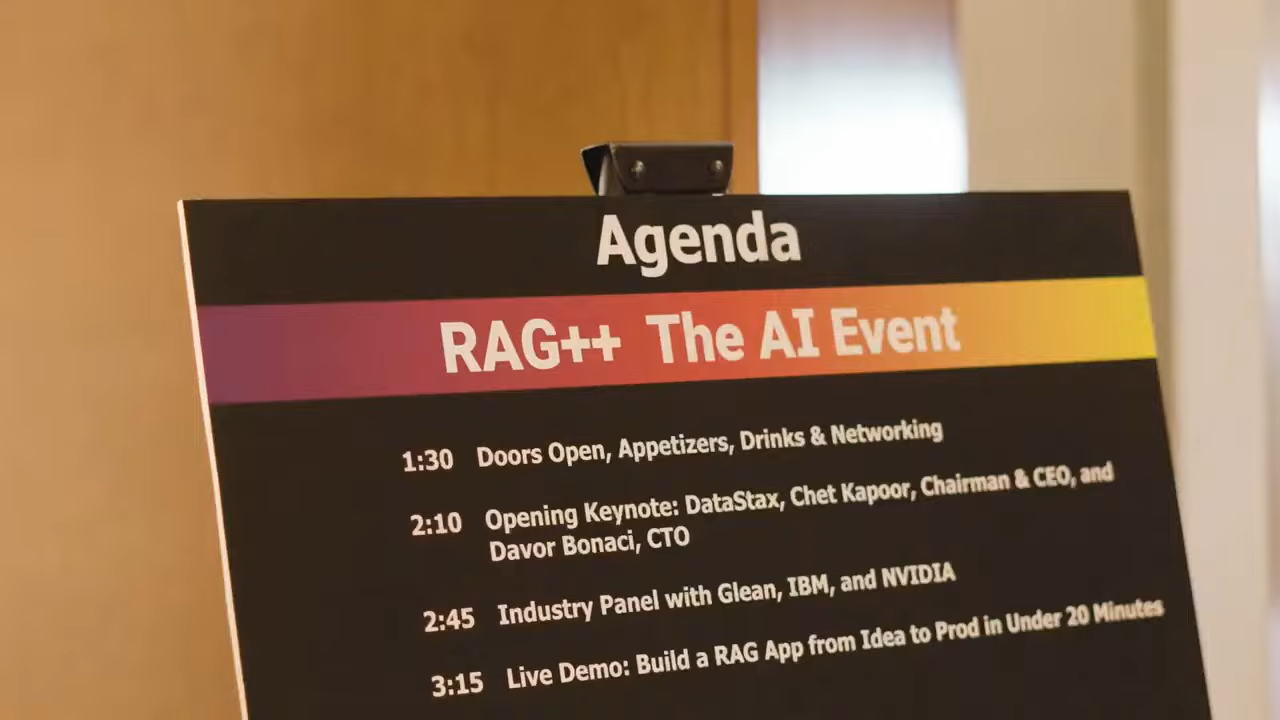 Agenda
RAG++ The AI Event
1:30 Doors Open, Appetizers, Drinks & Networking
2:10 Opening Keynote: DataStax, Chet Kapoor, Chairman & CEO, and
Davor Bonaci, CTO
2:45 Industry Panel with Glean, IBM, and NVIDIA
3:15 Live Demo: Build a RAG App from Idea to Prod in Under 20 Minutes